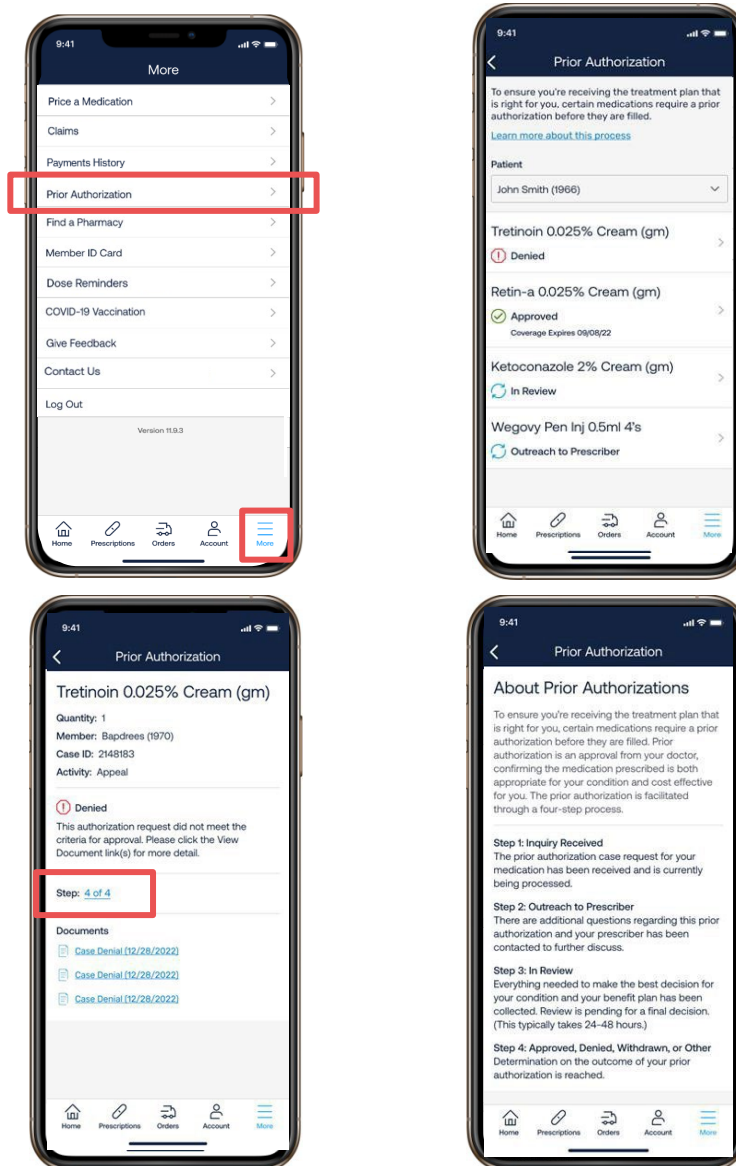 9:41
More
Price a Medication
Claims
Payments History
Prior Authorization
Find a Pharmacy
Member ID Card
Dose Reminders
COVID-19 Vaccination
Give Feedback
Contact Us
Log Out
Version 11.9.3
Home Prescriptions Orders Account More
9:41
Prior Authorization
To ensure you're receiving the treatment plan that
is right for you, certain medications require a prior
authorization before they are filled.
Learn more about this process
Patient
John Smith (1966)
Tretinoin 0.025% Cream (gm)
Denied
Retin-a 0.025% Cream (gm)
Approved
Coverage Expires 09/08/22
Ketoconazole 2% Cream (gm)
In Review
Wegovy Pen Inj 0.5ml 4's
Outreach to Prescriber
Home Prescriptions Orders Account More
9:41
Prior Authorization
Tretinoin 0.025% Cream (gm)
Quantity: 1
Member: Bapdrees (1970)
Case ID: 2148183
Activity: Appeal
Denied
This authorization request did not meet the
criteria for approval. Please click the View
Document link(s) for more detail.
Step: 4 of 4
Documents
Case Denial (12/28/2022)
Case Denial (12/28/2022)
Case Denial (12/28/2022)
Home Prescriptions Orders Account More
9:41
Prior Authorization
About Prior Authorizations
To ensure you're receiving the treatment plan that
is right for you, certain medications require a prior
authorization before they are filled. Prior
authorization is an approval from your doctor,
confirming the medication prescribed is both
appropriate for your condition and cost effective
for you. The prior authorization is facilitated
through a four-step process.
Step 1: Inquiry Received
The prior authorization case request for your
medication has been received and is currently
being processed.
Step 2: Outreach to Prescriber
There are additional questions regarding this prior
authorization and your prescriber has been
contacted to further discuss.
Step 3: In Review
Everything needed to make the best decision for
your condition and your benefit plan has been
collected. Review is pending for a final decision.
(This typically takes 24-48 hours.)
Step 4: Approved, Denied, Withdrawn, or Other
Determination on the outcome of your prior
authorization is reached.
Home Prescriptions Orders Account More